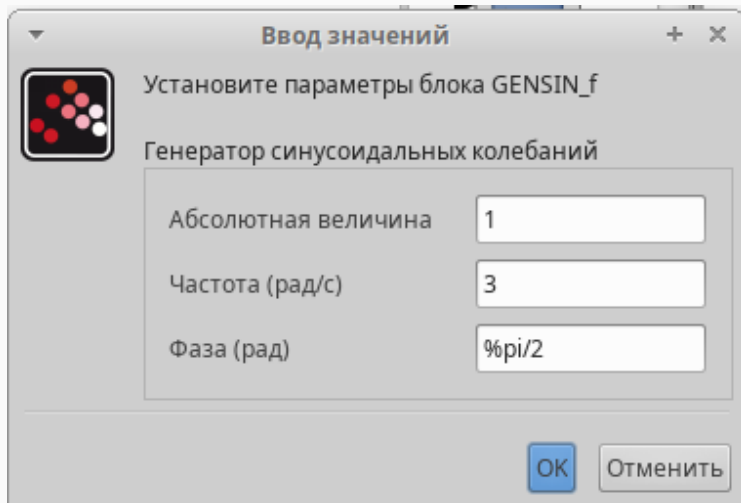 Ввод значений
Установите параметры блока GENSIN_f
Генератор синусоидальных колебаний
Абсолютная величина 1
Частота (рад/с) 3
Фаза (рад) %pi/2
OK Отменить